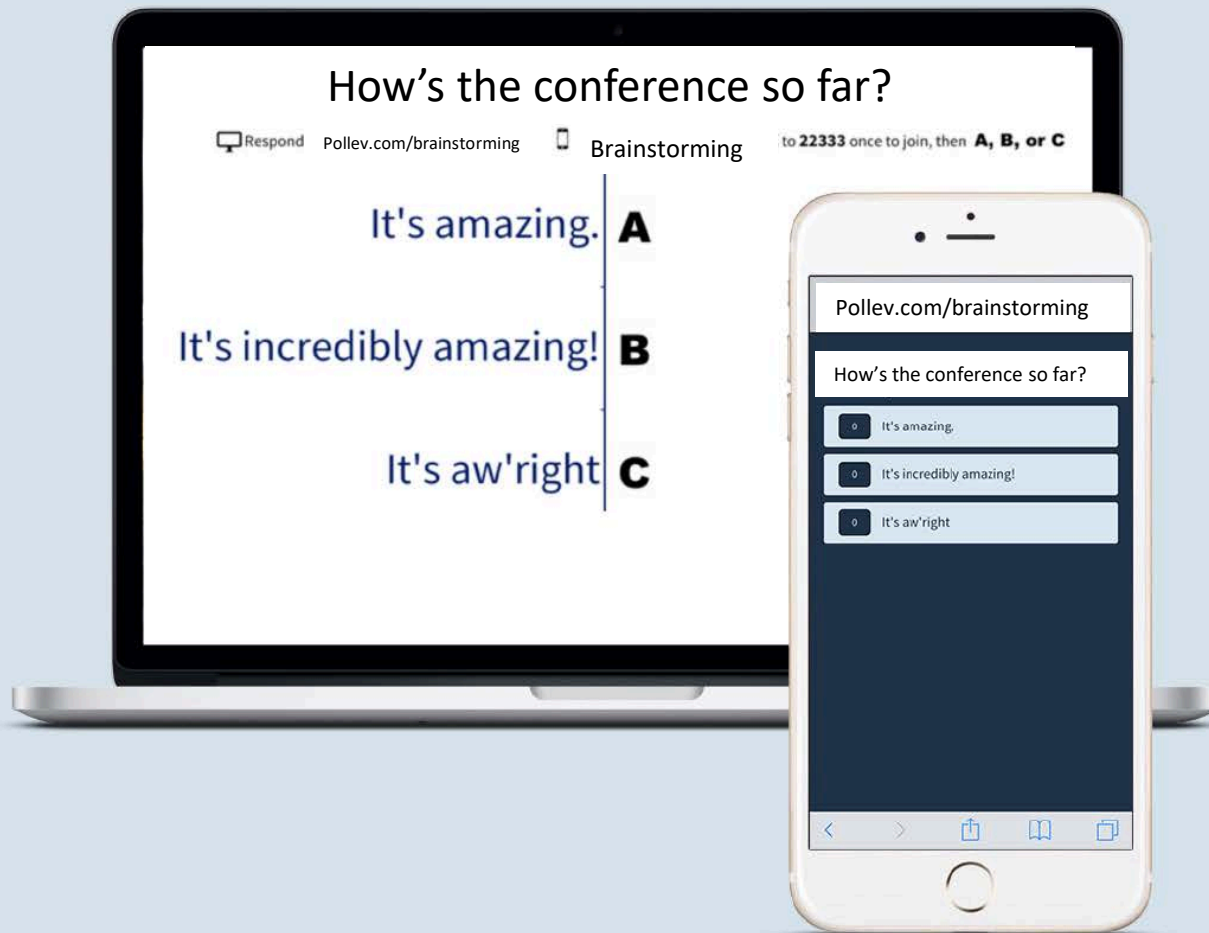 How’s the conference so far?
Respond Pollev.com/brainstorming Brainstorming to 22333 once to join, then A, B, or C
It's amazing. A
It's incredibly amazing! B
It's aw'right C
Pollev.com/brainstorming
How’s the conference so far?
0 It's amazing.
0 It's incredibly amazing!
0 It's aw'right